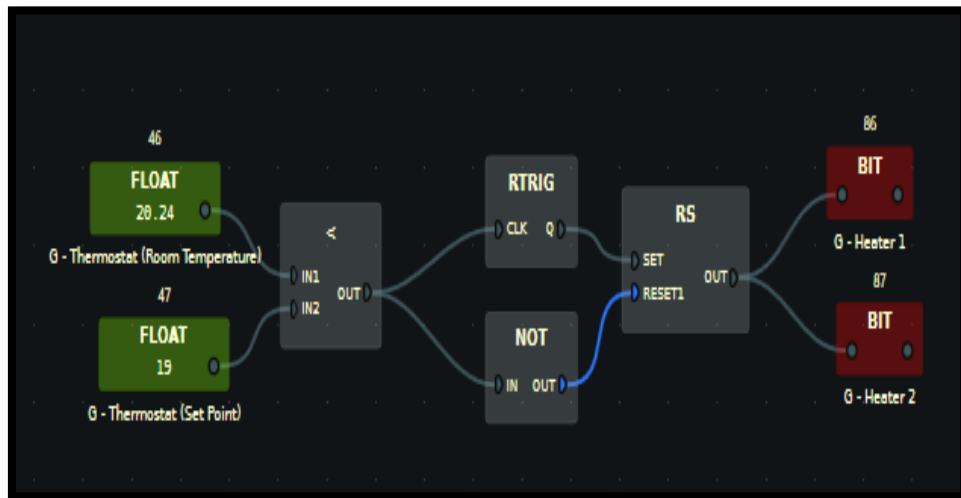 46
FLOAT
20.24
G - Thermostat (Room Temperature)
47
FLOAT
19
G - Thermostat (Set Point)
<
IN1
IN2
OUT
RTRIG
CLK Q
NOT
IN OUT
RS
SET
RESET1
OUT
86
BIT
G - Heater 1
87
BIT
G - Heater 2